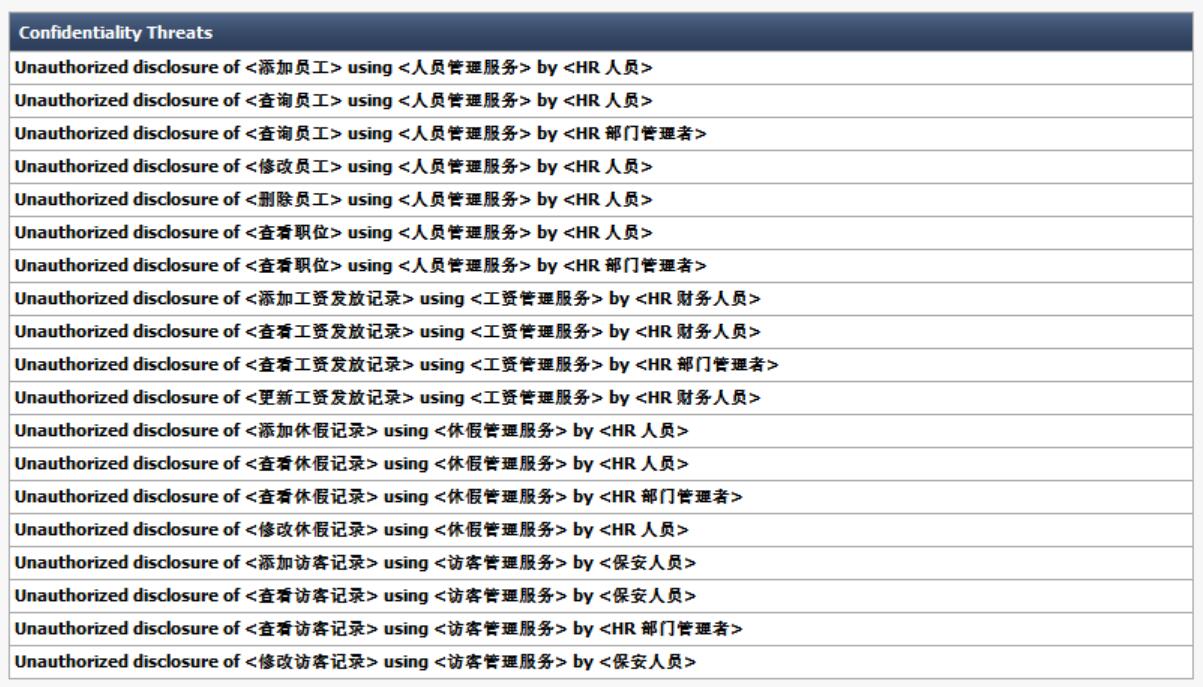 Confidentiality Threats
Unauthorized disclosure of <添加员工> using <人员管理服务> by <HR 人员>
Unauthorized disclosure of <查询员工> using <人员管理服务> by <HR 人员>
Unauthorized disclosure of <查询员工> using <人员管理服务> by <HR 部门管理者>
Unauthorized disclosure of <修改员工> using <人员管理服务> by <HR 人员>
Unauthorized disclosure of <删除员工> using <人员管理服务> by <HR 人员>
Unauthorized disclosure of <查看职位> using <人员管理服务> by <HR 人员>
Unauthorized disclosure of <查看职位> using <人员管理服务> by <HR 部门管理者>
Unauthorized disclosure of <添加工资发放记录> using <工资管理服务> by <HR 财务人员>
Unauthorized disclosure of <查看工资发放记录> using <工资管理服务> by <HR 财务人员>
Unauthorized disclosure of <查看工资发放记录> using <工资管理服务> by <HR 部门管理者>
Unauthorized disclosure of <更新工资发放记录> using <工资管理服务> by <HR 财务人员>
Unauthorized disclosure of <添加休假记录> using <休假管理服务> by <HR 人员>
Unauthorized disclosure of <查看休假记录> using <休假管理服务> by <HR 人员>
Unauthorized disclosure of <查看休假记录> using <休假管理服务> by <HR 部门管理者>
Unauthorized disclosure of <修改休假记录> using <休假管理服务> by <HR 人员>
Unauthorized disclosure of <添加访客记录> using <访客管理服务> by <保安人员>
Unauthorized disclosure of <查看访客记录> using <访客管理服务> by <保安人员>
Unauthorized disclosure of <查看访客记录> using <访客管理服务> by <HR 部门管理者>
Unauthorized disclosure of <修改访客记录> using <访客管理服务> by <保安人员>